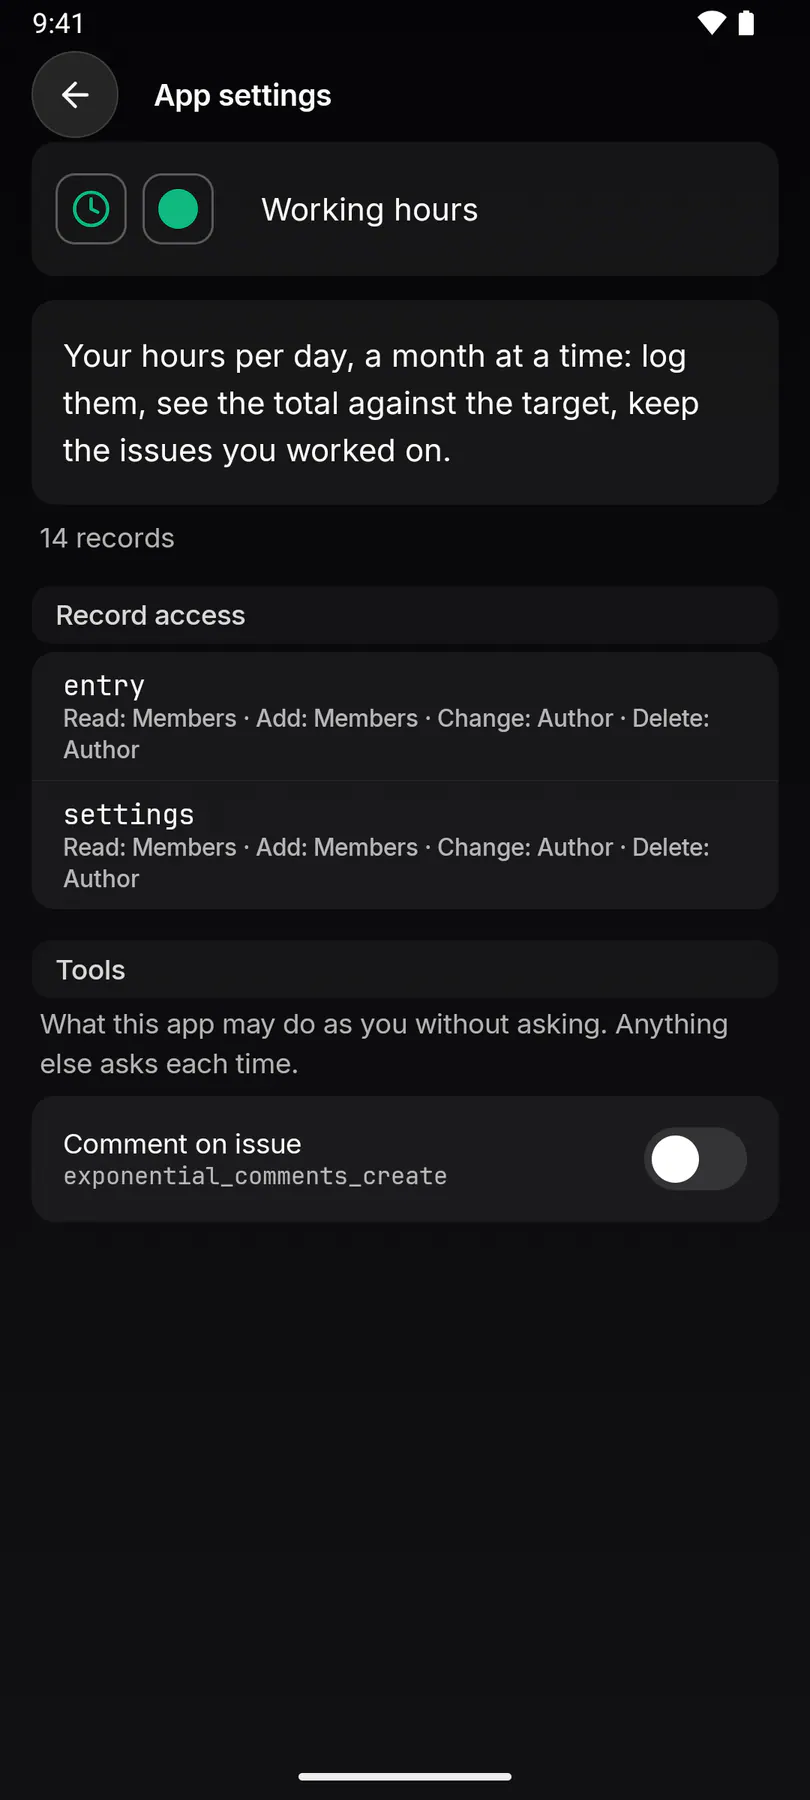 9:41
App settings
Working hours
Your hours per day, a month at a time: log
them, see the total against the target, keep
the issues you worked on.
14 records
Record access
entry
Read: Members · Add: Members · Change: Author · Delete:
Author
settings
Read: Members · Add: Members · Change: Author · Delete:
Author
Tools
What this app may do as you without asking. Anything
else asks each time.
Comment on issue
exponential_comments_create